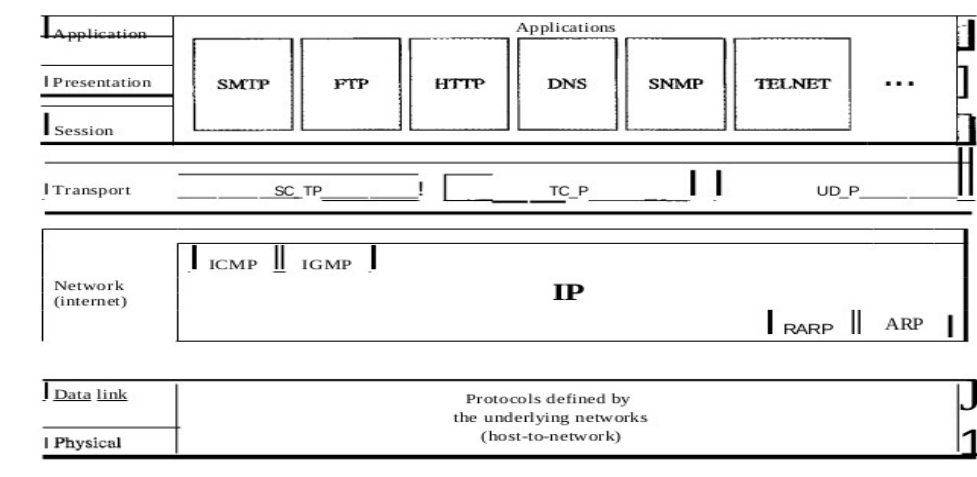 Application
Applications
Presentation
SMTP FTP HTTP DNS SNMP TELNET ...
Session
Transport SC_TP TC_P UD_P
ICMP IGMP
Network
(internet)
IP
RARP ARP
Data link
Protocols defined by
the underlying networks
(host-to-network)
Physical